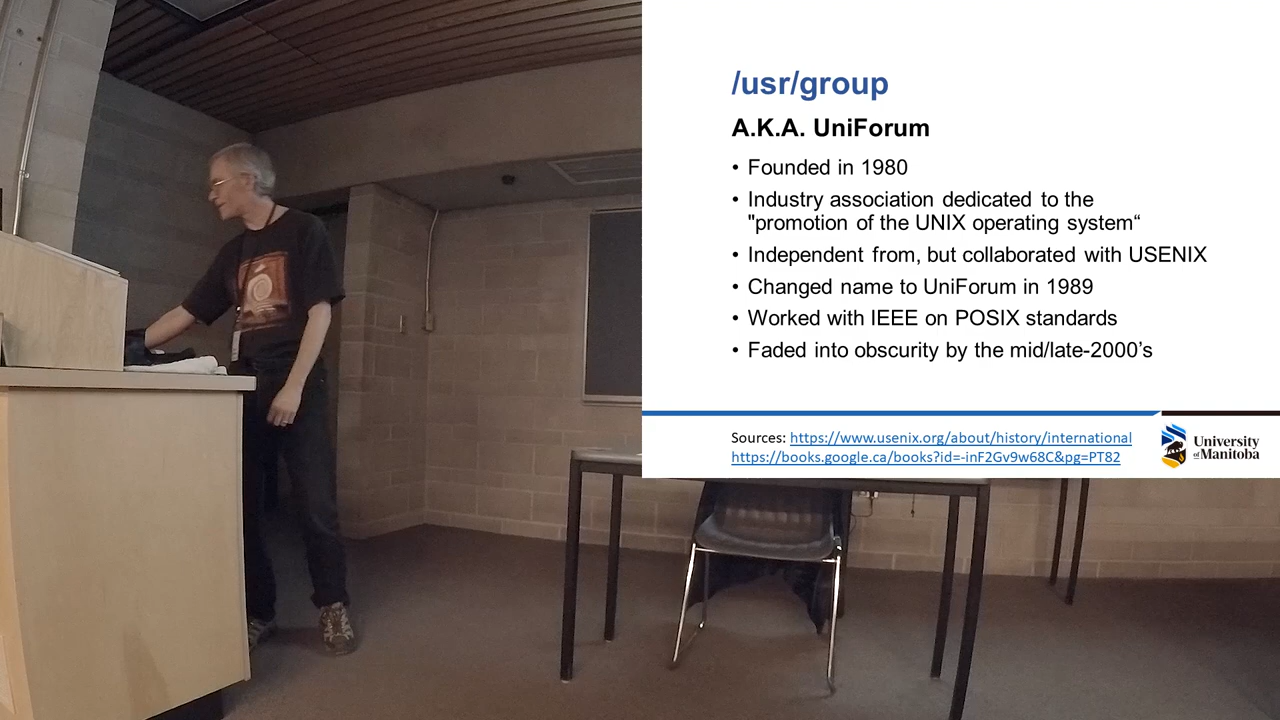 /usr/group
A.K.A. UniForum
• Founded in 1980
• Industry association dedicated to the
"promotion of the UNIX operating system“
• Independent from, but collaborated with USENIX
• Changed name to UniForum in 1989
• Worked with IEEE on POSIX standards
• Faded into obscurity by the mid/late-2000’s
Sources: https://www.usenix.org/about/history/international
https://books.google.ca/books?id=-inF2Gv9w68C&pg=PT82
University
of Manitoba